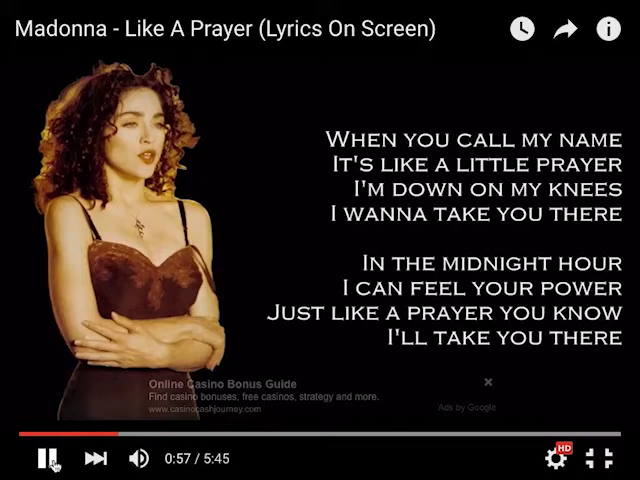 Madonna - Like A Prayer (Lyrics On Screen)
WHEN YOU CALL MY NAME
IT'S LIKE A LITTLE PRAYER
I'M DOWN ON MY KNEES
I WANNA TAKE YOU THERE
IN THE MIDNIGHT HOUR
I CAN FEEL YOUR POWER
JUST LIKE A PRAYER YOU KNOW
I'LL TAKE YOU THERE
Online Casino Bonus Guide
Find casino bonuses, free casinos, strategy and more.
www.casinocashjourney.com
Ads by Google
HD
0:57 / 5:45